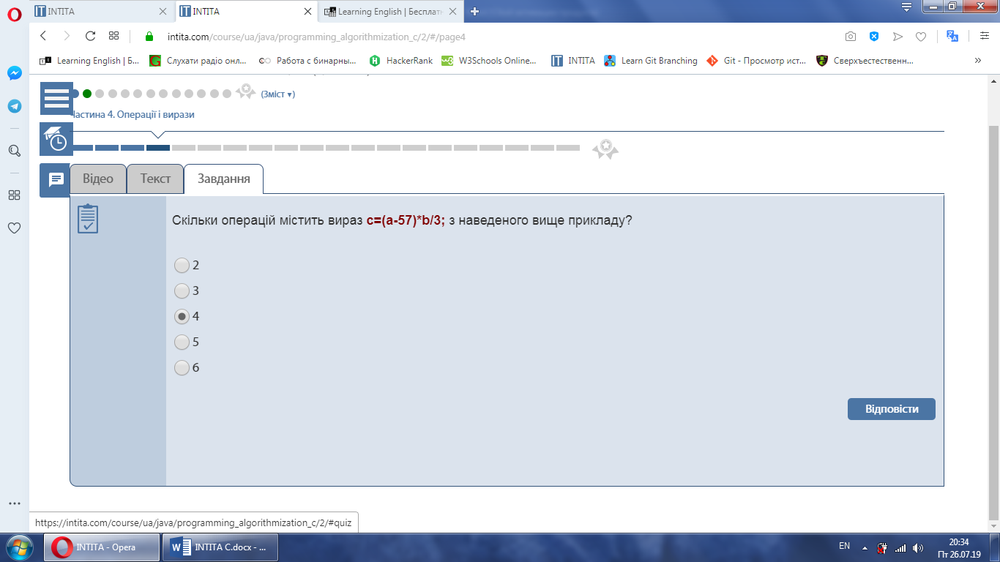 INTITA
INTITA
Learning English | Бесплатн
intita.com/course/ua/java/programming_algorithmization_c/2/#/page4
Learning English | Б...
Слухати радіо онл...
Работа с бинарны...
HackerRank
W3Schools Online...
INTITA
Learn Git Branching
Git - Просмотр ист...
Сверхъестественн...
(Зміст ▾)
Частина 4. Операції і вирази
Відео
Текст
Завдання
Скільки операцій містить вираз c=(a-57)*b/3; з наведеного вище прикладу?
2
3
4
5
6
Відповісти
https://intita.com/course/ua/java/programming_algorithmization_c/2/#quiz
INTITA - Opera
INTITA C.docx - ...
EN
20:34
Пт 26.07.19